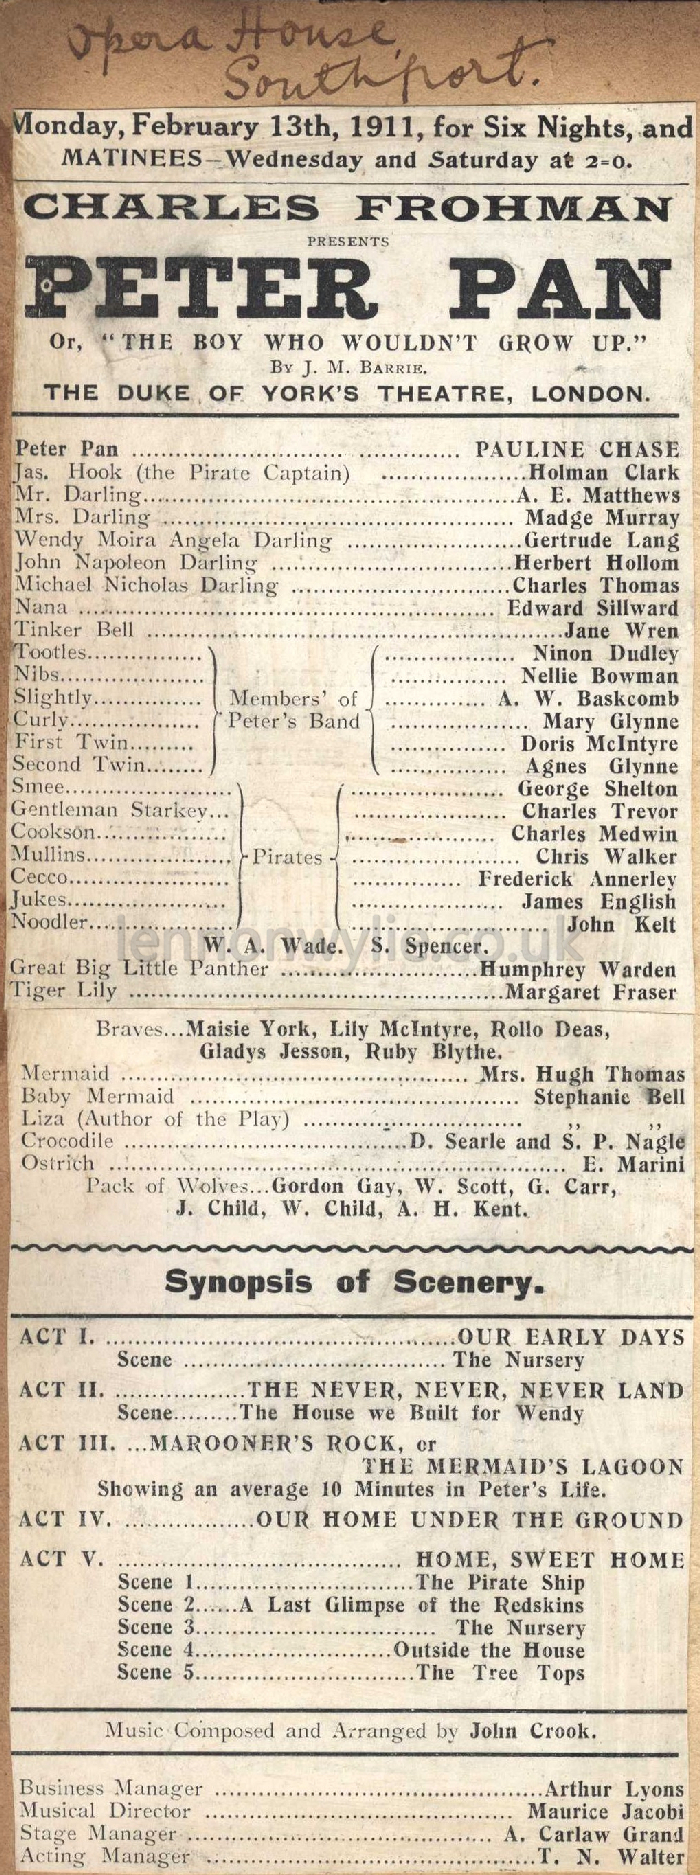 Opera House,
Southport.
Monday, February 13th, 1911, for Six Nights, and
MATINEES—Wednesday and Saturday at 2=0.
CHARLES FROHMAN
PRESENTS
PETER PAN
Or, "THE BOY WHO WOULDN'T GROW UP."
BY J. M. BARRIE.
THE DUKE OF YORK'S THEATRE, LONDON.
Peter Pan ........ PAULINE CHASE
Jas. Hook (the Pirate Captain) ........ Holman Clark
Mr. Darling........ A. E. Matthews
Mrs. Darling ........ Madge Murray
Wendy Moira Angela Darling ........ Gertrude Lang
John Napoleon Darling ........ Herbert Hollom
Michael Nicholas Darling ........ Charles Thomas
Nana ........ Edward Sillward
Tinker Bell ........ Jane Wren
Tootles........ Ninon Dudley
Nibs........ Nellie Bowman
Slightly........ Members' of ........ A. W. Baskcomb
Curly........ Peter's Band ........ Mary Glynne
First Twin........ Doris McIntyre
Second Twin........ Agnes Glynne
Smee........ George Shelton
Gentleman Starkey... ........ Charles Trevor
Cookson........ Charles Medwin
Mullins........ Pirates ........ Chris Walker
Cecco........ Frederick Annerley
Jukes........ James English
Noodler........ John Kelt
lennonwylie.co.uk
W. A. Wade. S. Spencer.
Great Big Little Panther ........ Humphrey Warden
Tiger Lily ........ Margaret Fraser
Braves...Maisie York, Lily McIntyre, Rollo Deas,
Gladys Jesson, Ruby Blythe.
Mermaid ........ Mrs. Hugh Thomas
Baby Mermaid ........ Stephanie Bell
Liza (Author of the Play) ........ ,, ,,
Crocodile ........ D. Searle and S. P. Nagle
Ostrich ........ E. Marini
Pack of Wolves...Gordon Gay, W. Scott, G. Carr,
J. Child, W. Child, A. H. Kent.
Synopsis of Scenery.
ACT I. ........ OUR EARLY DAYS
Scene ........ The Nursery
ACT II. ........ THE NEVER, NEVER, NEVER LAND
Scene........ The House we Built for Wendy
ACT III. ...MAROONER'S ROCK, or
THE MERMAID'S LAGOON
Showing an average 10 Minutes in Peter's Life.
ACT IV. ........ OUR HOME UNDER THE GROUND
ACT V. ........ HOME, SWEET HOME
Scene 1........ The Pirate Ship
Scene 2......A Last Glimpse of the Redskins
Scene 3........ The Nursery
Scene 4........ Outside the House
Scene 5........ The Tree Tops
Music Composed and Arranged by John Crook.
Business Manager ........ Arthur Lyons
Musical Director ........ Maurice Jacobi
Stage Manager ........ A. Carlaw Grand
Acting Manager ........ T. N. Walter